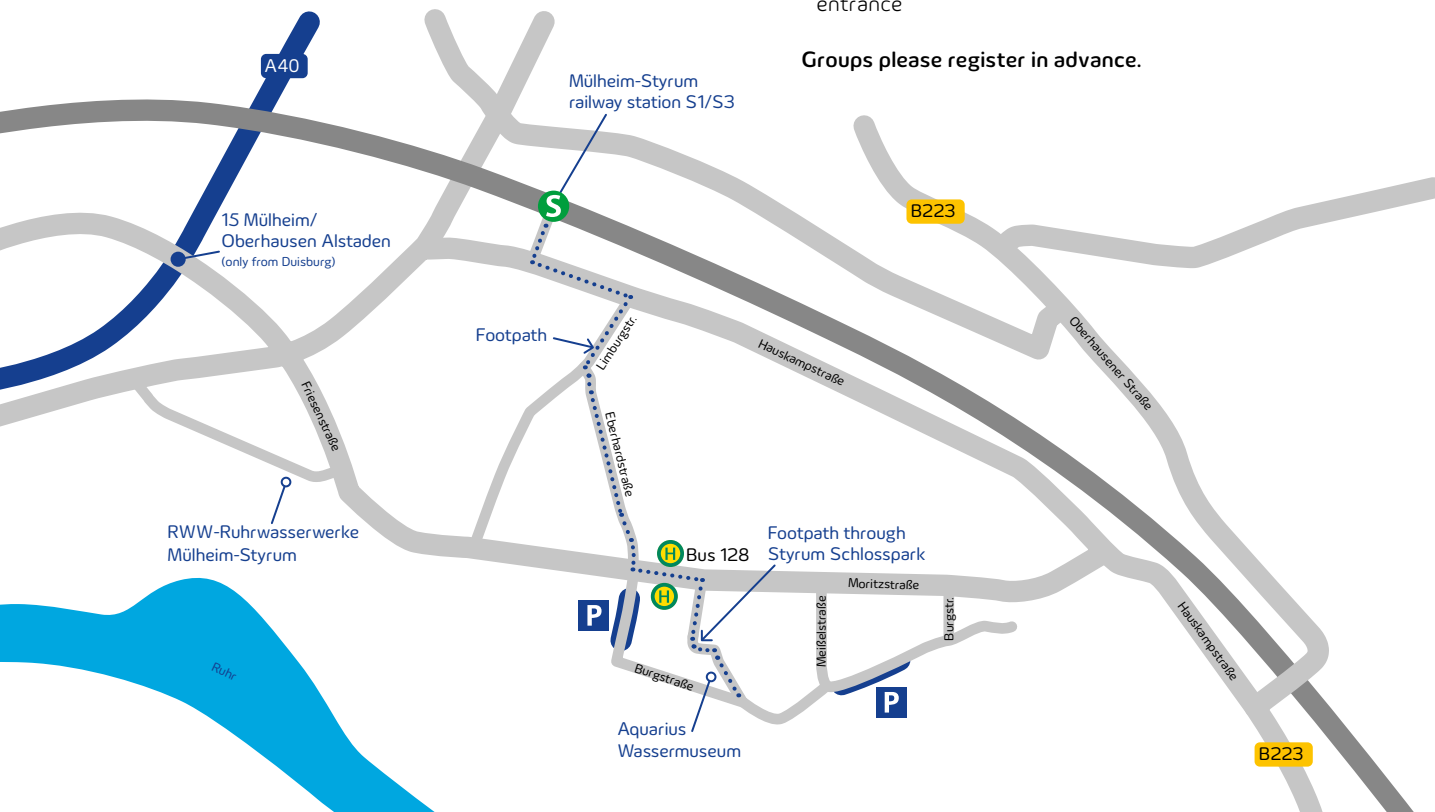 entrance
Groups please register in advance.
A40
Mülheim-Styrum
railway station S1/S3
S
B223
1S Mülheim/
Oberhausen Alstaden
(only from Duisburg)
Footpath
Limburgstr.
Hauskampstraße
Oberhausener Straße
Friesenstraße
Eberhardstraße
RWW-Ruhrwasserwerke
Mülheim-Styrum
H Bus 128
Footpath through
Styrum Schlosspark
H
Moritzstraße
P
Meißelstraße
Burgstr.
Hauskampstraße
Ruhr
Burgstraße
P
Aquarius
Wassermuseum
B223